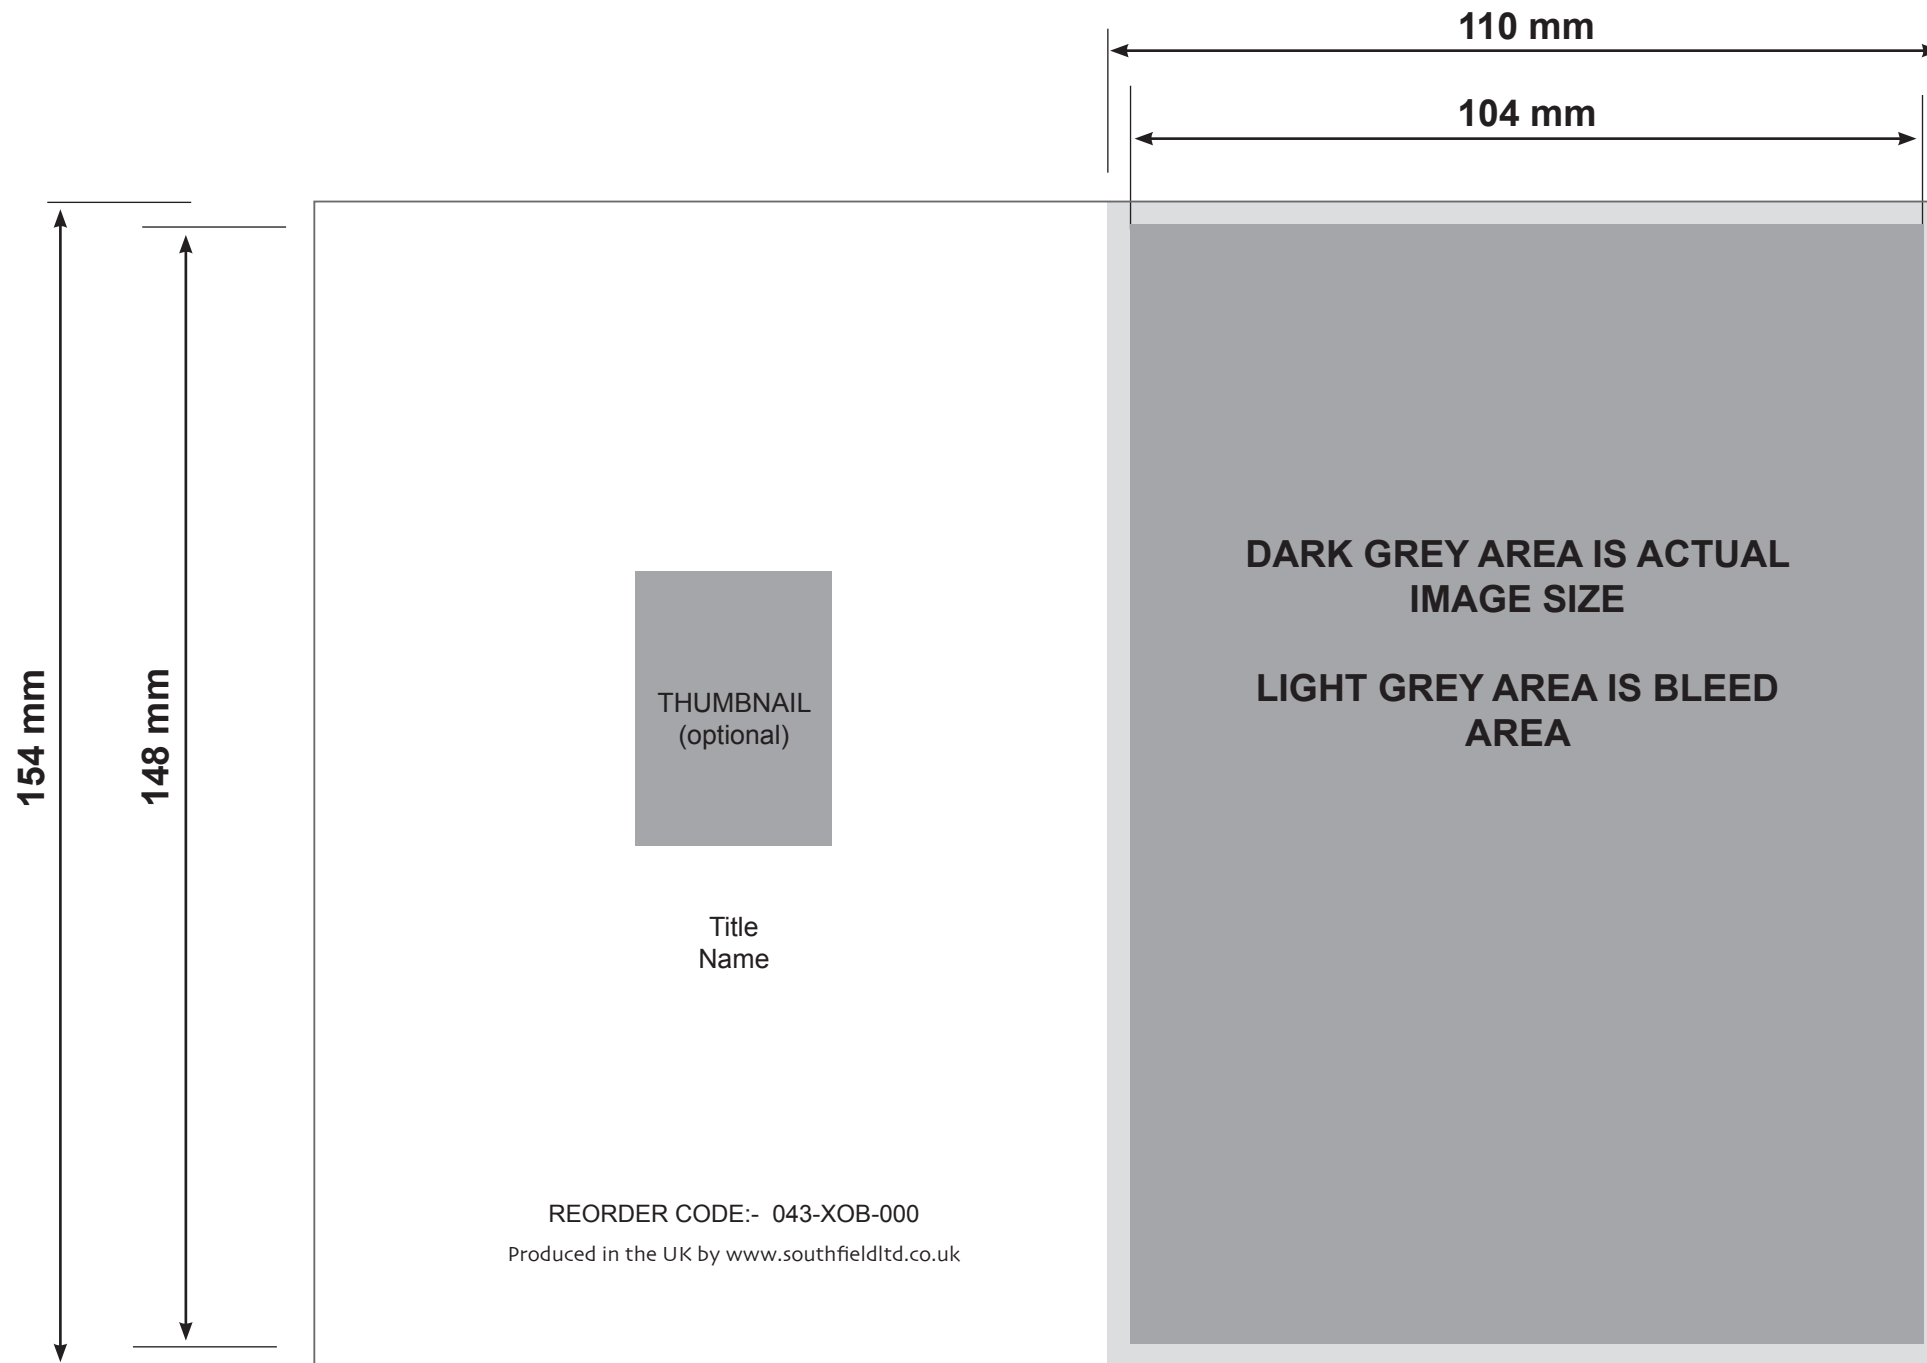 110 mm
104 mm
154 mm
148 mm
THUMBNAIL
(optional)
Title
Name
REORDER CODE:-  043-XOB-000
Produced in the UK by www.southfieldltd.co.uk
DARK GREY AREA IS ACTUAL
IMAGE SIZE
LIGHT GREY AREA IS BLEED
AREA